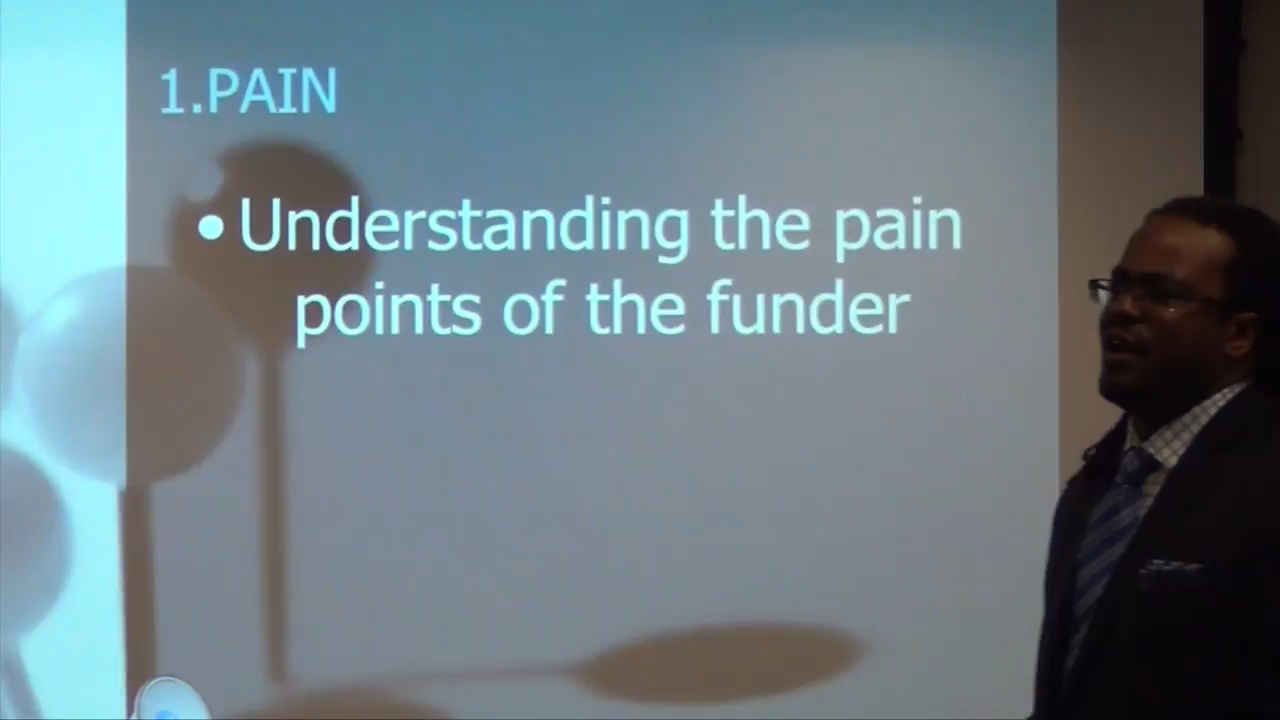 1.PAIN
• Understanding the pain
points of the funder